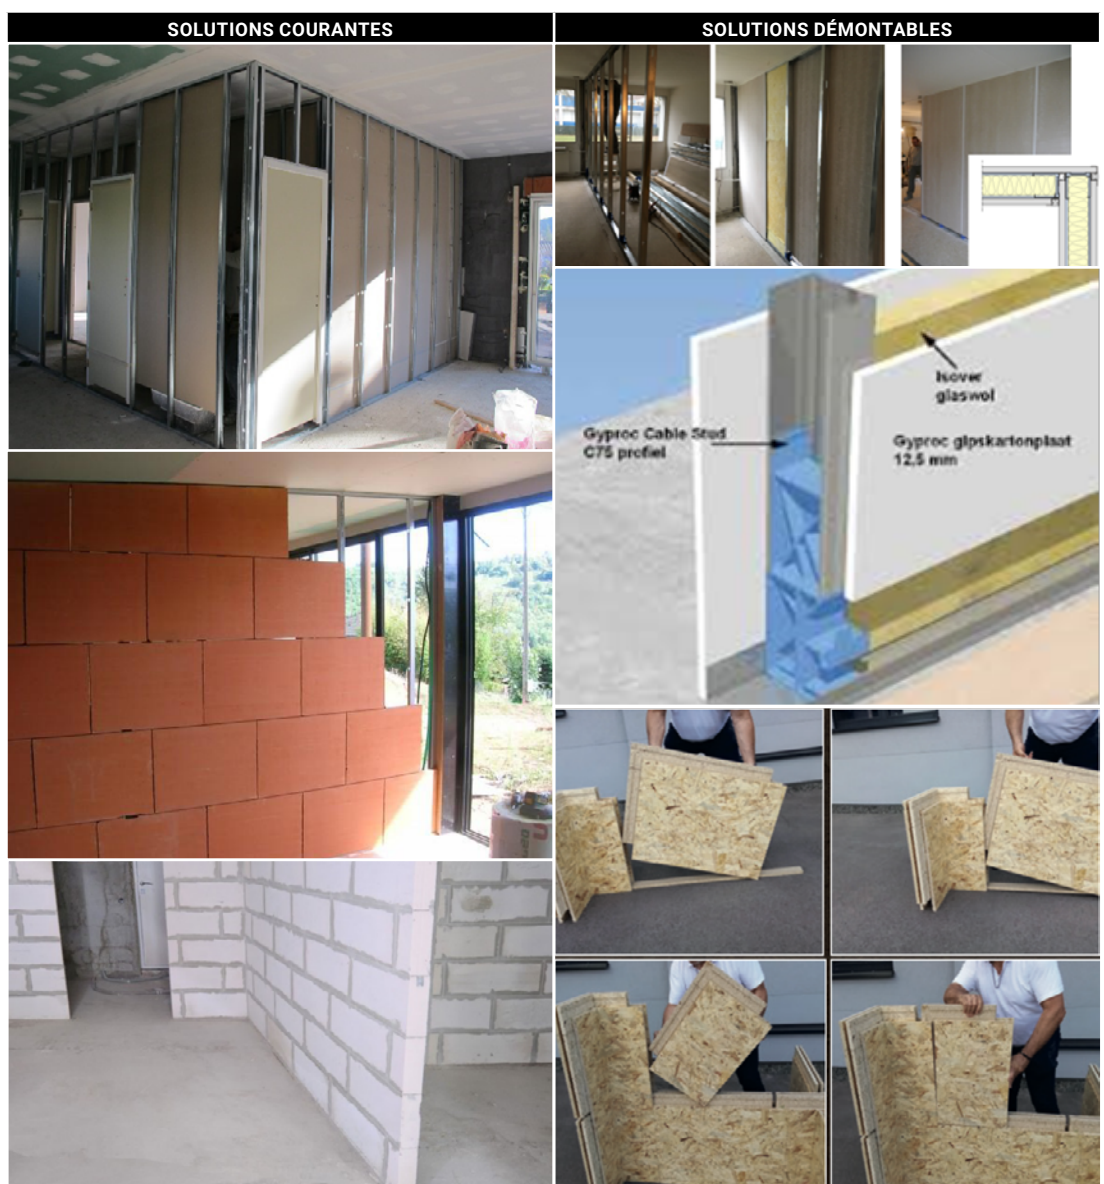 SOLUTIONS COURANTES
SOLUTIONS DÉMONTABLES
Isover
glaswol
Gyproc Cable Stud
C75 profiel
Gyproc gipskartonplaat
12,5 mm